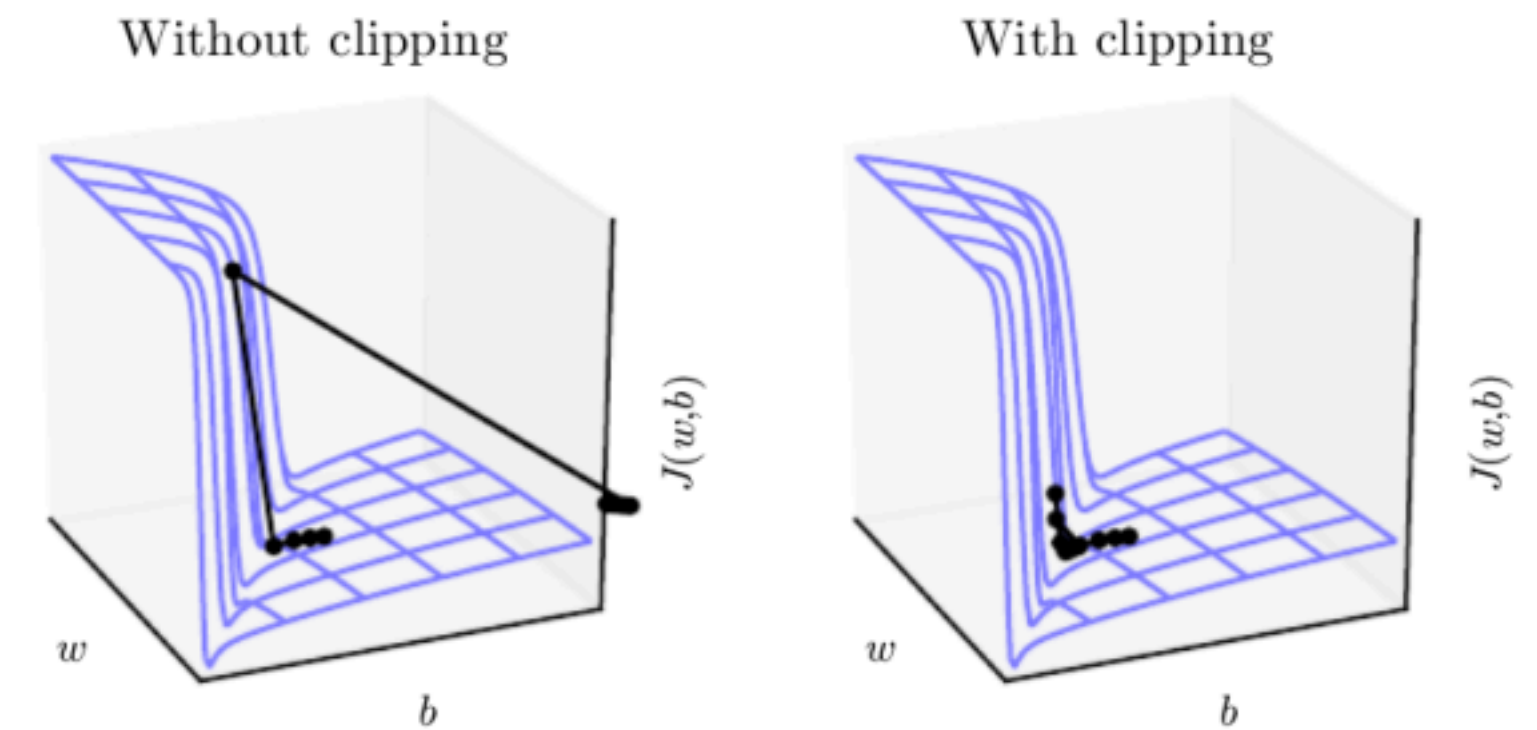 Without clipping
With clipping
J(w,b)
J(w,b)
w
b
w
b